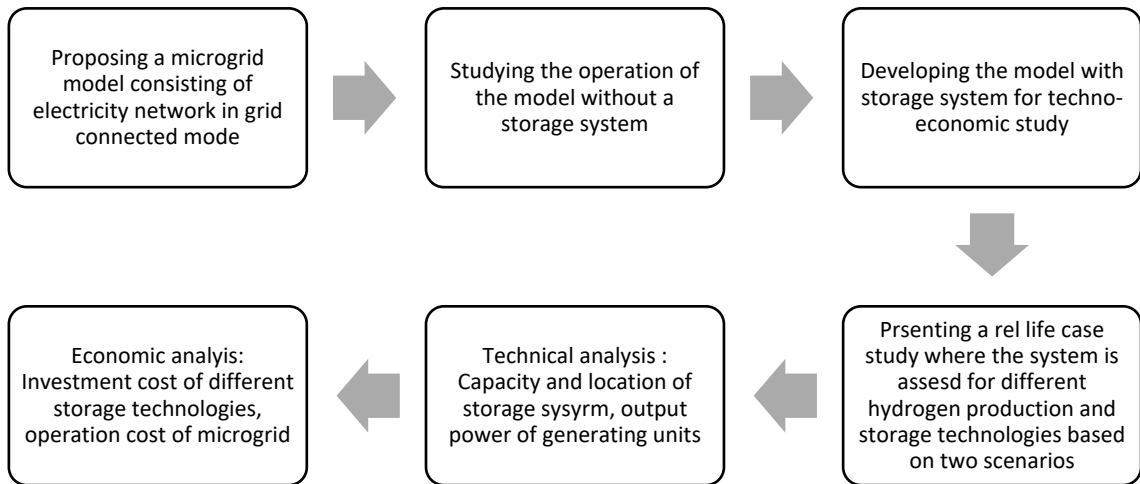 Proposing a microgrid
model consisting of
electricity network in grid
connected mode
Studying the operation of
the model without a
storage system
Developing the model with
storage system for techno-
economic study
Prsenting a rel life case
study where the system is
assesd for different
hydrogen production and
storage technologies based
on two scenarios
Technical analysis :
Capacity and location of
storage sysyrm, output
power of generating units
Economic analyis:
Investment cost of different
storage technologies,
operation cost of microgrid